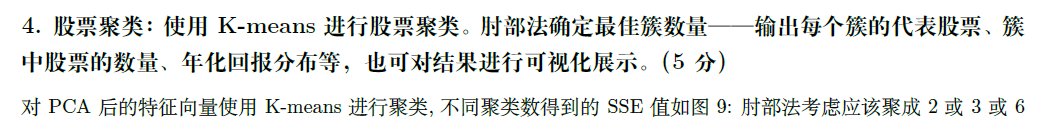 4. 股票聚类：使用 K-means 进行股票聚类。肘部法确定最佳簇数量——输出每个簇的代表股票、簇
中股票的数量、年化回报分布等，也可对结果进行可视化展示。（5 分）
对 PCA 后的特征向量使用 K-means 进行聚类, 不同聚类数得到的 SSE 值如图 9: 肘部法考虑应该聚成 2 或 3 或 6